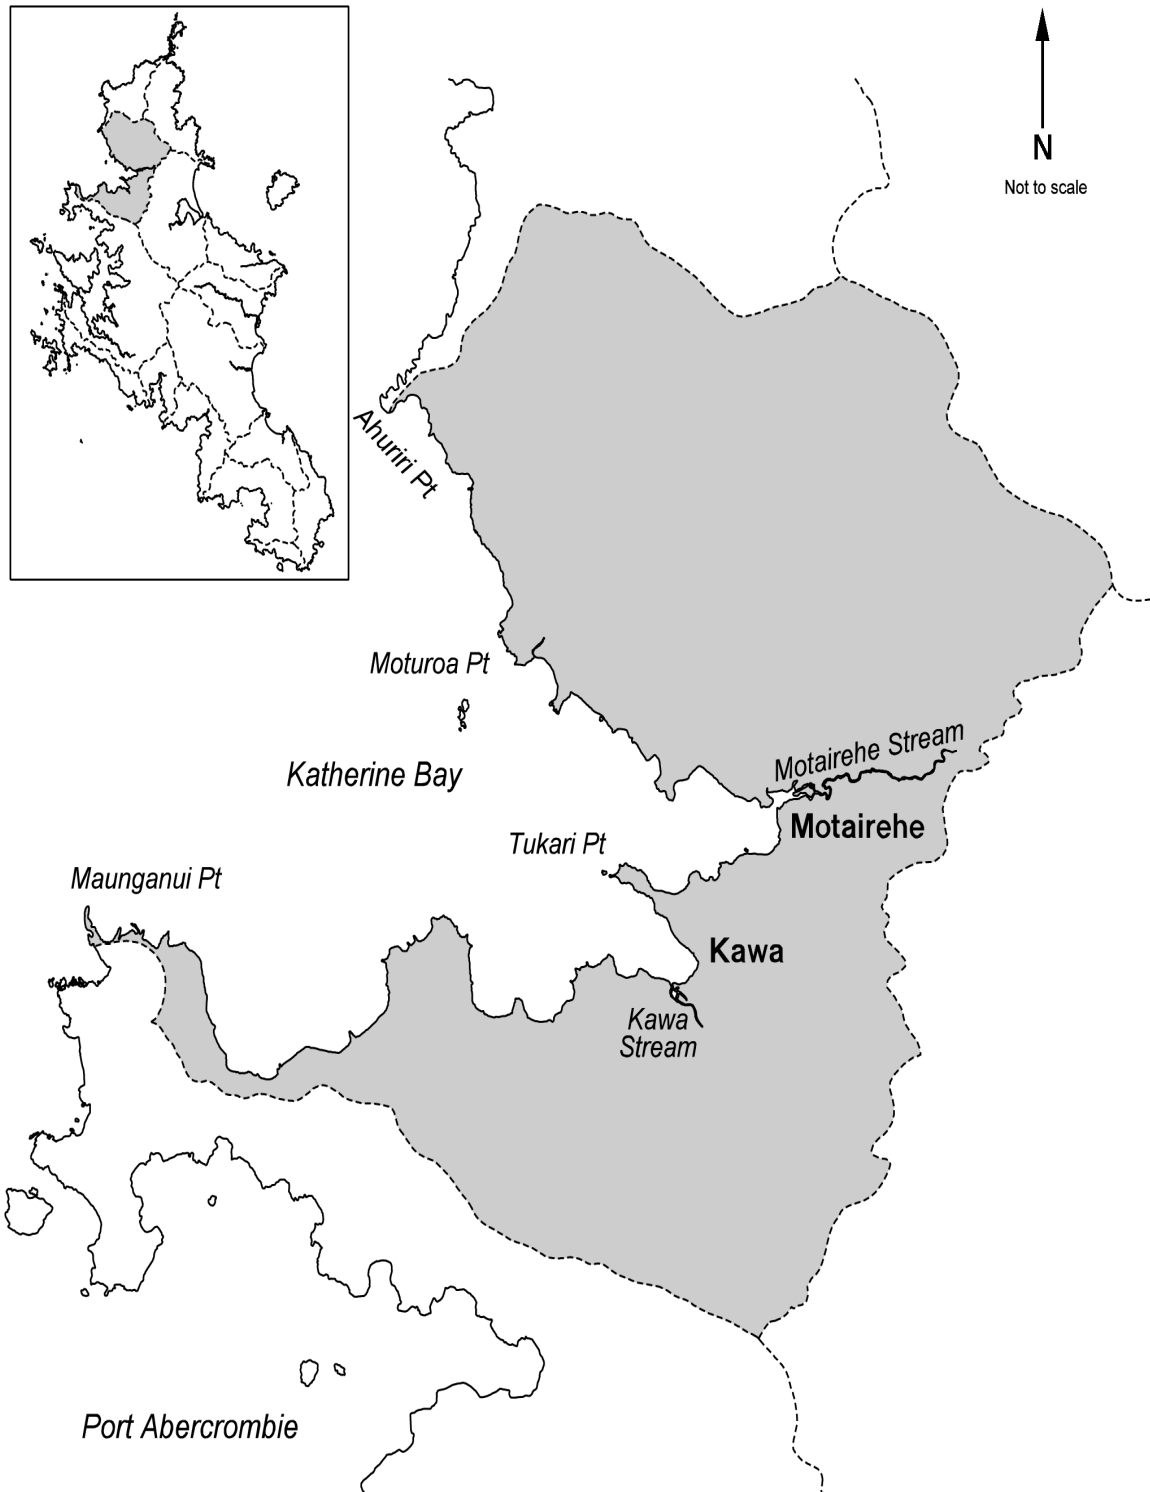 N
Not to scale
Ahuriri Pt
Moturoa Pt
Katherine Bay
Motairehe Stream
Motairehe
Tukari Pt
Maunganui Pt
Kawa
Kawa
Stream
Port Abercrombie